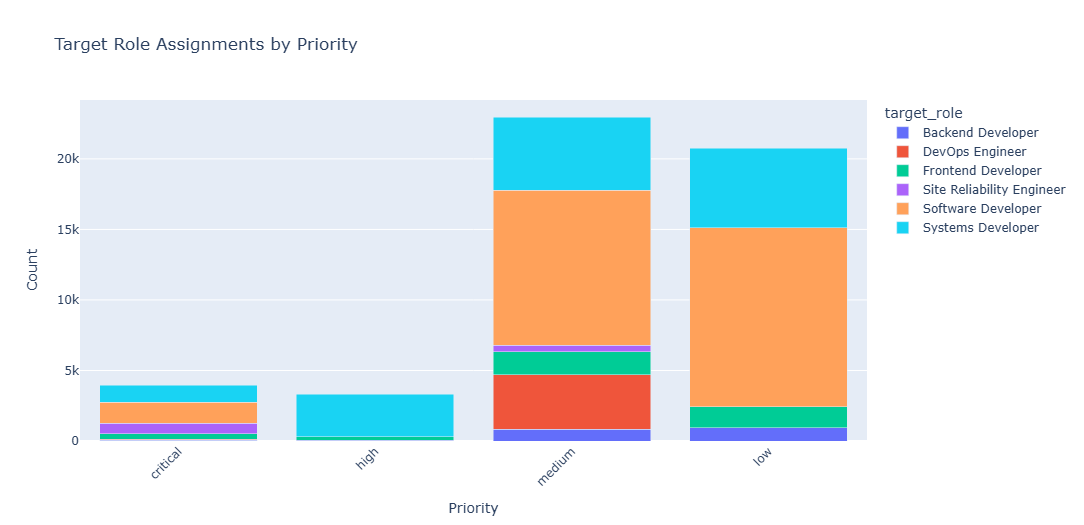 Target Role Assignments by Priority
target_role
Backend Developer
DevOps Engineer
Frontend Developer
Site Reliability Engineer
Software Developer
Systems Developer
20k
15k
10k
5k
0
Count
critical
high
medium
low
Priority